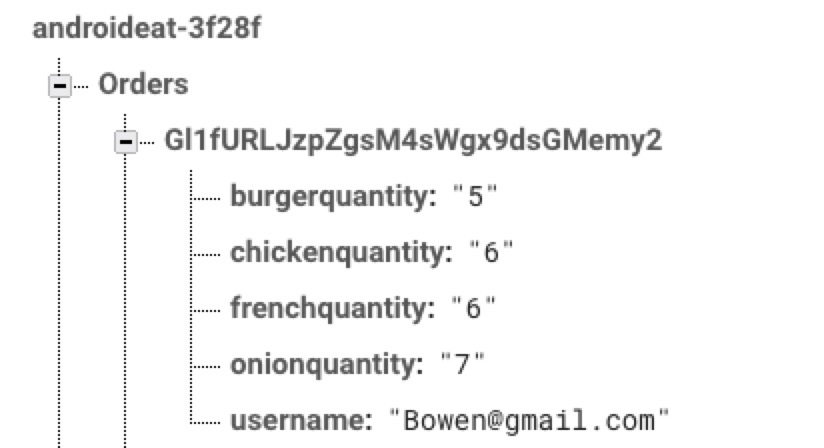 androideat-3f28f
Orders
Gl1fURLJzpZgsM4sWgx9dsGMemy2
burgerquantity: "5"
chickenquantity: "6"
frenchquantity: "6"
onionquantity: "7"
username: "Bowen@gmail.com"